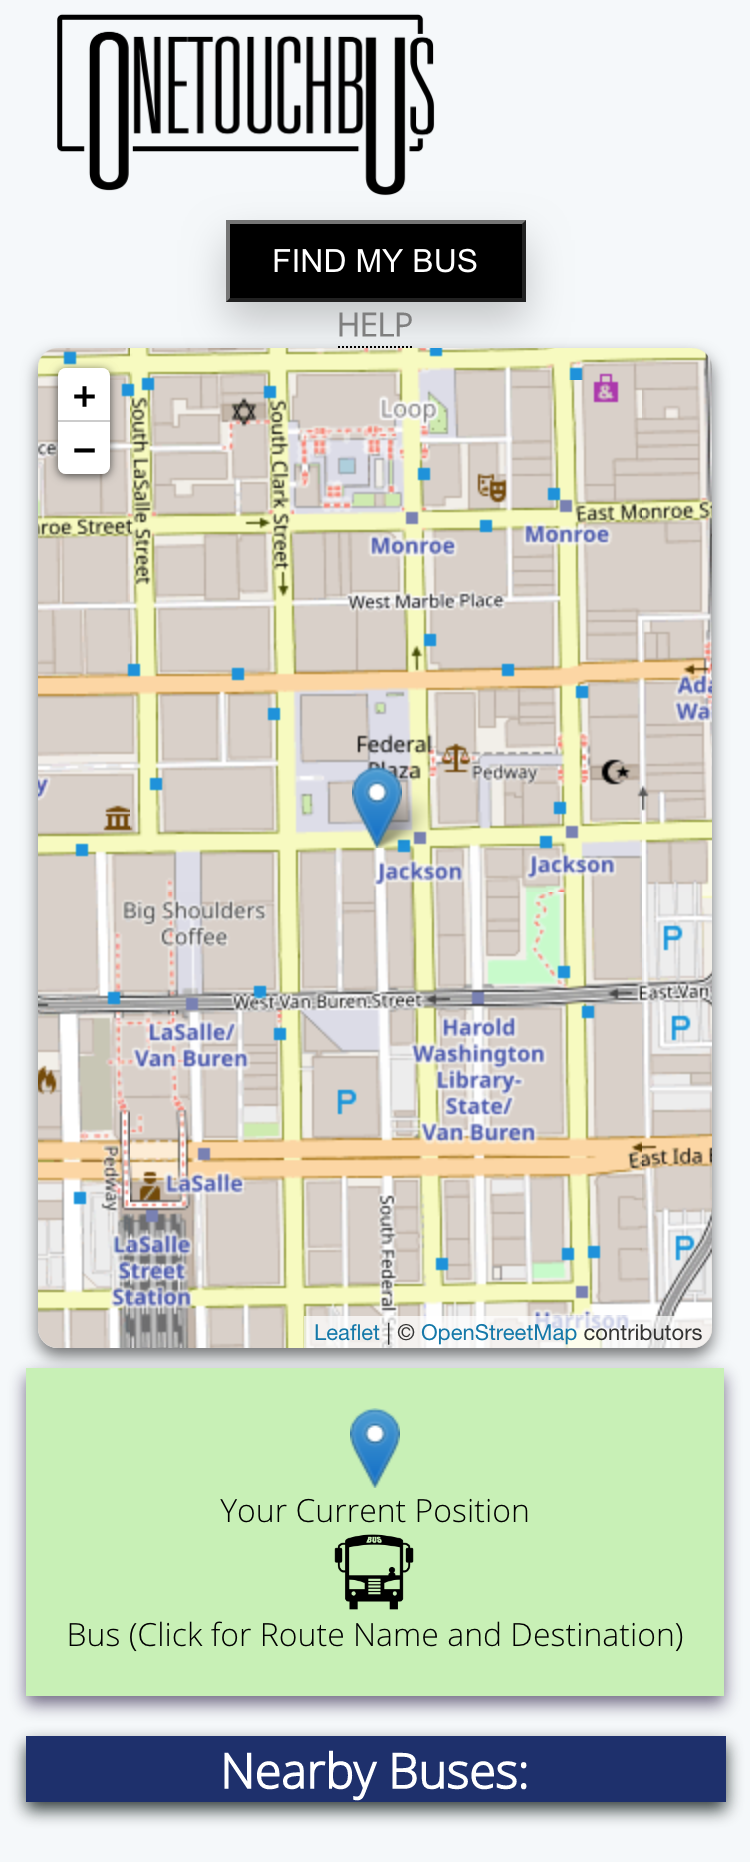 ONETOUCHBUS
FIND MY BUS
HELP
+
−
Loop
South LaSalle Street
South Clark Street
&
ce
roe Street
East Monroe S
Monroe
Monroe
West Marble Place
Ada
Wa
Federal
Plaza
Pedway
y
Jackson
Jackson
Big Shoulders
Coffee
P
West Van Buren Street
East Van
LaSalle/
Van Buren
Harold
Washington
Library-
State/
Van Buren
P
P
East Ida
Pedway
LaSalle
South Federal
P
LaSalle
Street
Station
Harrison
Leaflet | © OpenStreetMap contributors
Your Current Position
BUS
Bus (Click for Route Name and Destination)
Nearby Buses: